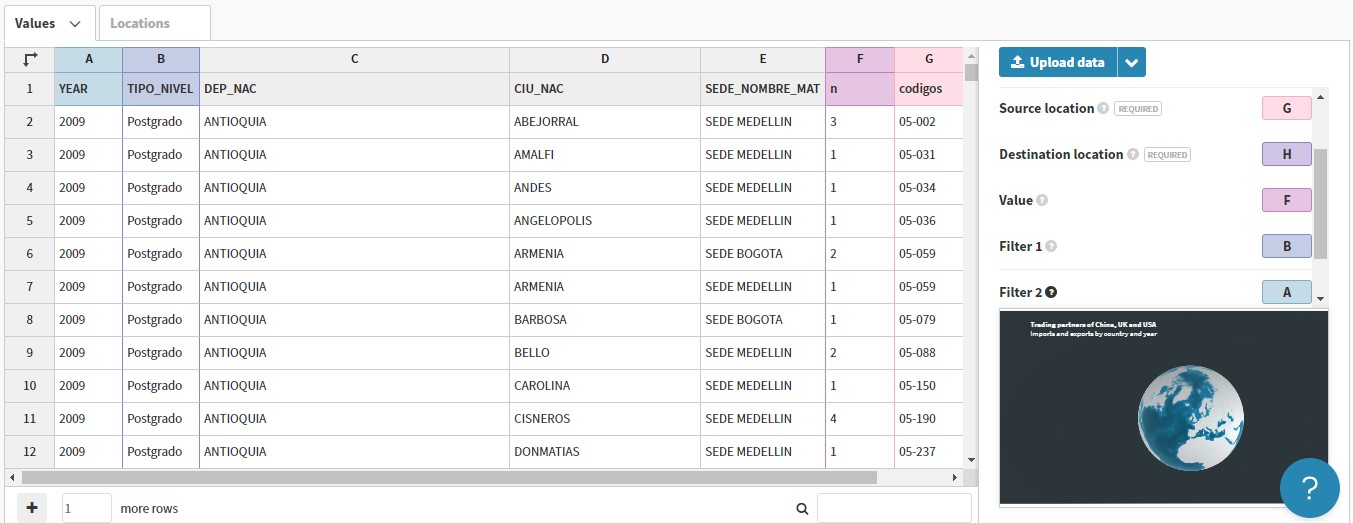 Values
Locations
A B C D E F G
1 YEAR TIPO_NIVEL DEP_NAC CIU_NAC SEDE_NOMBRE_MAT n codigos
2 2009 Postgrado ANTIOQUIA ABEJORRAL SEDE MEDELLIN 3 05-002
3 2009 Postgrado ANTIOQUIA AMALFI SEDE MEDELLIN 1 05-031
4 2009 Postgrado ANTIOQUIA ANDES SEDE MEDELLIN 1 05-034
5 2009 Postgrado ANTIOQUIA ANGELOPOLIS SEDE MEDELLIN 1 05-036
6 2009 Postgrado ANTIOQUIA ARMENIA SEDE BOGOTA 2 05-059
7 2009 Postgrado ANTIOQUIA ARMENIA SEDE MEDELLIN 1 05-059
8 2009 Postgrado ANTIOQUIA BARBOSA SEDE BOGOTA 1 05-079
9 2009 Postgrado ANTIOQUIA BELLO SEDE MEDELLIN 2 05-088
10 2009 Postgrado ANTIOQUIA CAROLINA SEDE MEDELLIN 1 05-150
11 2009 Postgrado ANTIOQUIA CISNEROS SEDE MEDELLIN 4 05-190
12 2009 Postgrado ANTIOQUIA DONMATIAS SEDE MEDELLIN 1 05-237
+ 1 more rows
Upload data
Source location ? REQUIRED G
Destination location ? REQUIRED H
Value ? F
Filter 1 ? B
Filter 2 ? A
Trading partners of China, UK and USA
Imports and exports by country and year
?